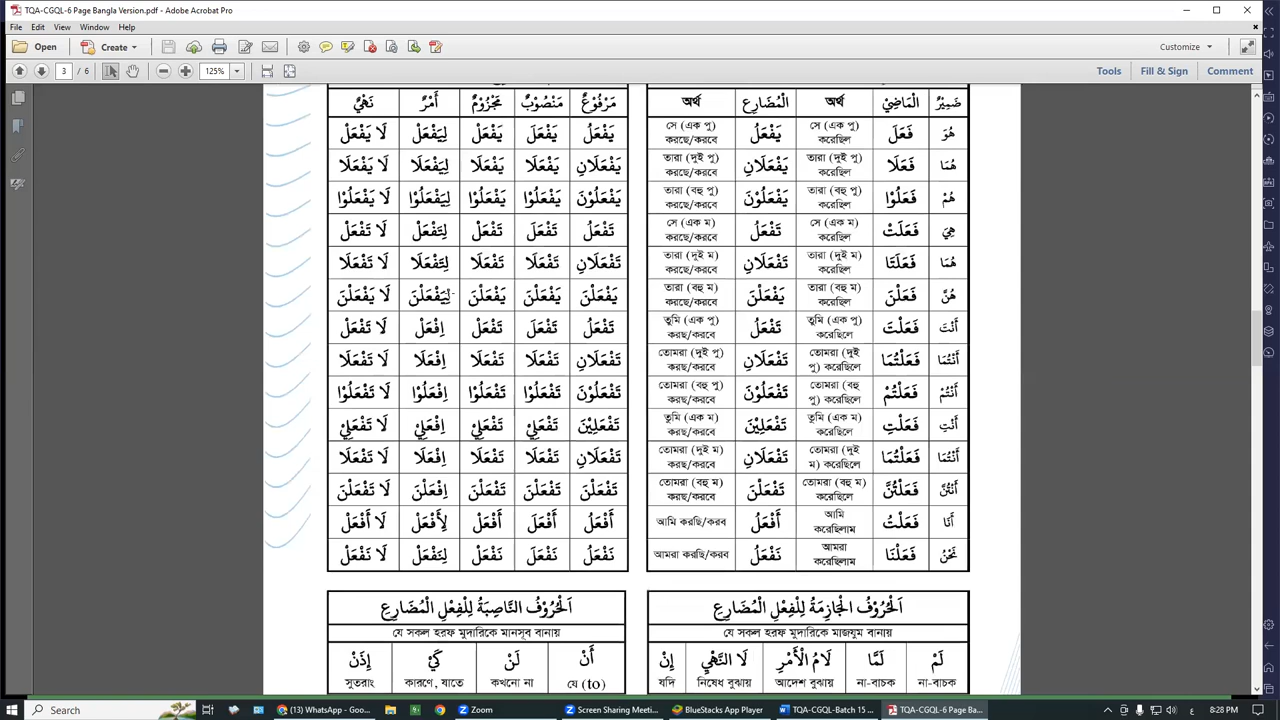 TQA-CGQL-6 Page Bangla Version.pdf - Adobe Acrobat Pro
File Edit View Window Help
Open Create Customize
3 / 6 125% Tools Fill & Sign Comment
ضَمِيْرٌ الْمَاضِيْ অর্থ الْمُضَارِع অর্থ
هُوَ فَعَلَ সে (এক পু) করেছিল يَفْعَلُ সে (এক পু) করছে/করবে
هُمَا فَعَلَا তারা (দুই পু) করেছিল يَفْعَلَانِ তারা (দুই পু) করছে/করবে
هُمْ فَعَلُوْا তারা (বহু পু) করেছিল يَفْعَلُوْنَ তারা (বহু পু) করছে/করবে
هِيَ فَعَلَتْ সে (এক ম) করেছিল تَفْعَلُ সে (এক ম) করছে/করবে
هُمَا فَعَلَتَا তারা (দুই ম) করেছিল تَفْعَلَانِ তারা (দুই ম) করছে/করবে
هُنَّ فَعَلْنَ তারা (বহু ম) করেছিল يَفْعَلْنَ তারা (বহু ম) করছে/করবে
أَنْتَ فَعَلْتَ তুমি (এক পু) করেছিলে تَفْعَلُ তুমি (এক পু) করছ/করবে
أَنْتُمَا فَعَلْتُمَا তোমরা (দুই পু) করেছিলে تَفْعَلَانِ তোমরা (দুই পু) করছ/করবে
أَنْتُمْ فَعَلْتُمْ তোমরা (বহু পু) করেছিলে تَفْعَلُوْنَ তোমরা (বহু পু) করছ/করবে
أَنْتِ فَعَلْتِ তুমি (এক ম) করেছিলে تَفْعَلِيْنَ তুমি (এক ম) করছ/করবে
أَنْتُمَا فَعَلْتُمَا তোমরা (দুই ম) করেছিলে تَفْعَلَانِ তোমরা (দুই ম) করছ/করবে
أَنْتُنَّ فَعَلْتُنَّ তোমরা (বহু ম) করেছিলে تَفْعَلْنَ তোমরা (বহু ম) করছ/করবে
أَنَا فَعَلْتُ আমি করেছিলাম أَفْعَلُ আমি করছি/করব
نَحْنُ فَعَلْنَا আমরা করেছিলাম نَفْعَلُ আমরা করছি/করব
مَرْفُوْعٌ مَنْصُوْبٌ مَجْزُوْمٌ أَمْرٌ نَهْيٌ
يَفْعَلُ يَفْعَلَ يَفْعَلْ لِيَفْعَلْ لَا يَفْعَلْ
يَفْعَلَانِ يَفْعَلَا يَفْعَلَا لِيَفْعَلَا لَا يَفْعَلَا
يَفْعَلُوْنَ يَفْعَلُوْا يَفْعَلُوْا لِيَفْعَلُوْا لَا يَفْعَلُوْا
تَفْعَلُ تَفْعَلَ تَفْعَلْ لِتَفْعَلْ لَا تَفْعَلْ
تَفْعَلَانِ تَفْعَلَا تَفْعَلَا لِتَفْعَلَا لَا تَفْعَلَا
يَفْعَلْنَ يَفْعَلْنَ يَفْعَلْنَ لِيَفْعَلْنَ لَا يَفْعَلْنَ
تَفْعَلُ تَفْعَلَ تَفْعَلْ اِفْعَلْ لَا تَفْعَلْ
تَفْعَلَانِ تَفْعَلَا تَفْعَلَا اِفْعَلَا لَا تَفْعَلَا
تَفْعَلُوْنَ تَفْعَلُوْا تَفْعَلُوْا اِفْعَلُوْا لَا تَفْعَلُوْا
تَفْعَلِيْنَ تَفْعَلِيْ تَفْعَلِيْ اِفْعَلِيْ لَا تَفْعَلِيْ
تَفْعَلَانِ تَفْعَلَا تَفْعَلَا اِفْعَلَا لَا تَفْعَلَا
تَفْعَلْنَ تَفْعَلْنَ تَفْعَلْنَ اِفْعَلْنَ لَا تَفْعَلْنَ
أَفْعَلُ أَفْعَلَ أَفْعَلْ لِأَفْعَلْ لَا أَفْعَلْ
نَفْعَلُ نَفْعَلَ نَفْعَلْ لِنَفْعَلْ لَا نَفْعَلْ
اَلْحُرُوْفُ الْجَازِمَةُ لِلْفِعْلِ الْمُضَارِعِ
যে সকল হরফ মুদারিকে মাজযুম বানায়
لَمْ لَمَّا لَامُ الْأَمْرِ لَا النَّهْيِ إِنْ
না-বাচক না-বাচক আদেশ বুঝায় নিষেধ বুঝায় যদি
اَلْحُرُوْفُ النَّاصِبَةُ لِلْفِعْلِ الْمُضَارِعِ
যে সকল হরফ মুদারিকে মানসূব বানায়
أَنْ لَنْ كَيْ إِذَنْ
য (to) কখনো না কারণে, যাতে সুতরাং
Search (13) WhatsApp - Goo... Zoom Screen Sharing Meeti... BlueStacks App Player TQA-CGQL-Batch 15 ... TQA-CGQL-6 Page Ba... 8:28 PM